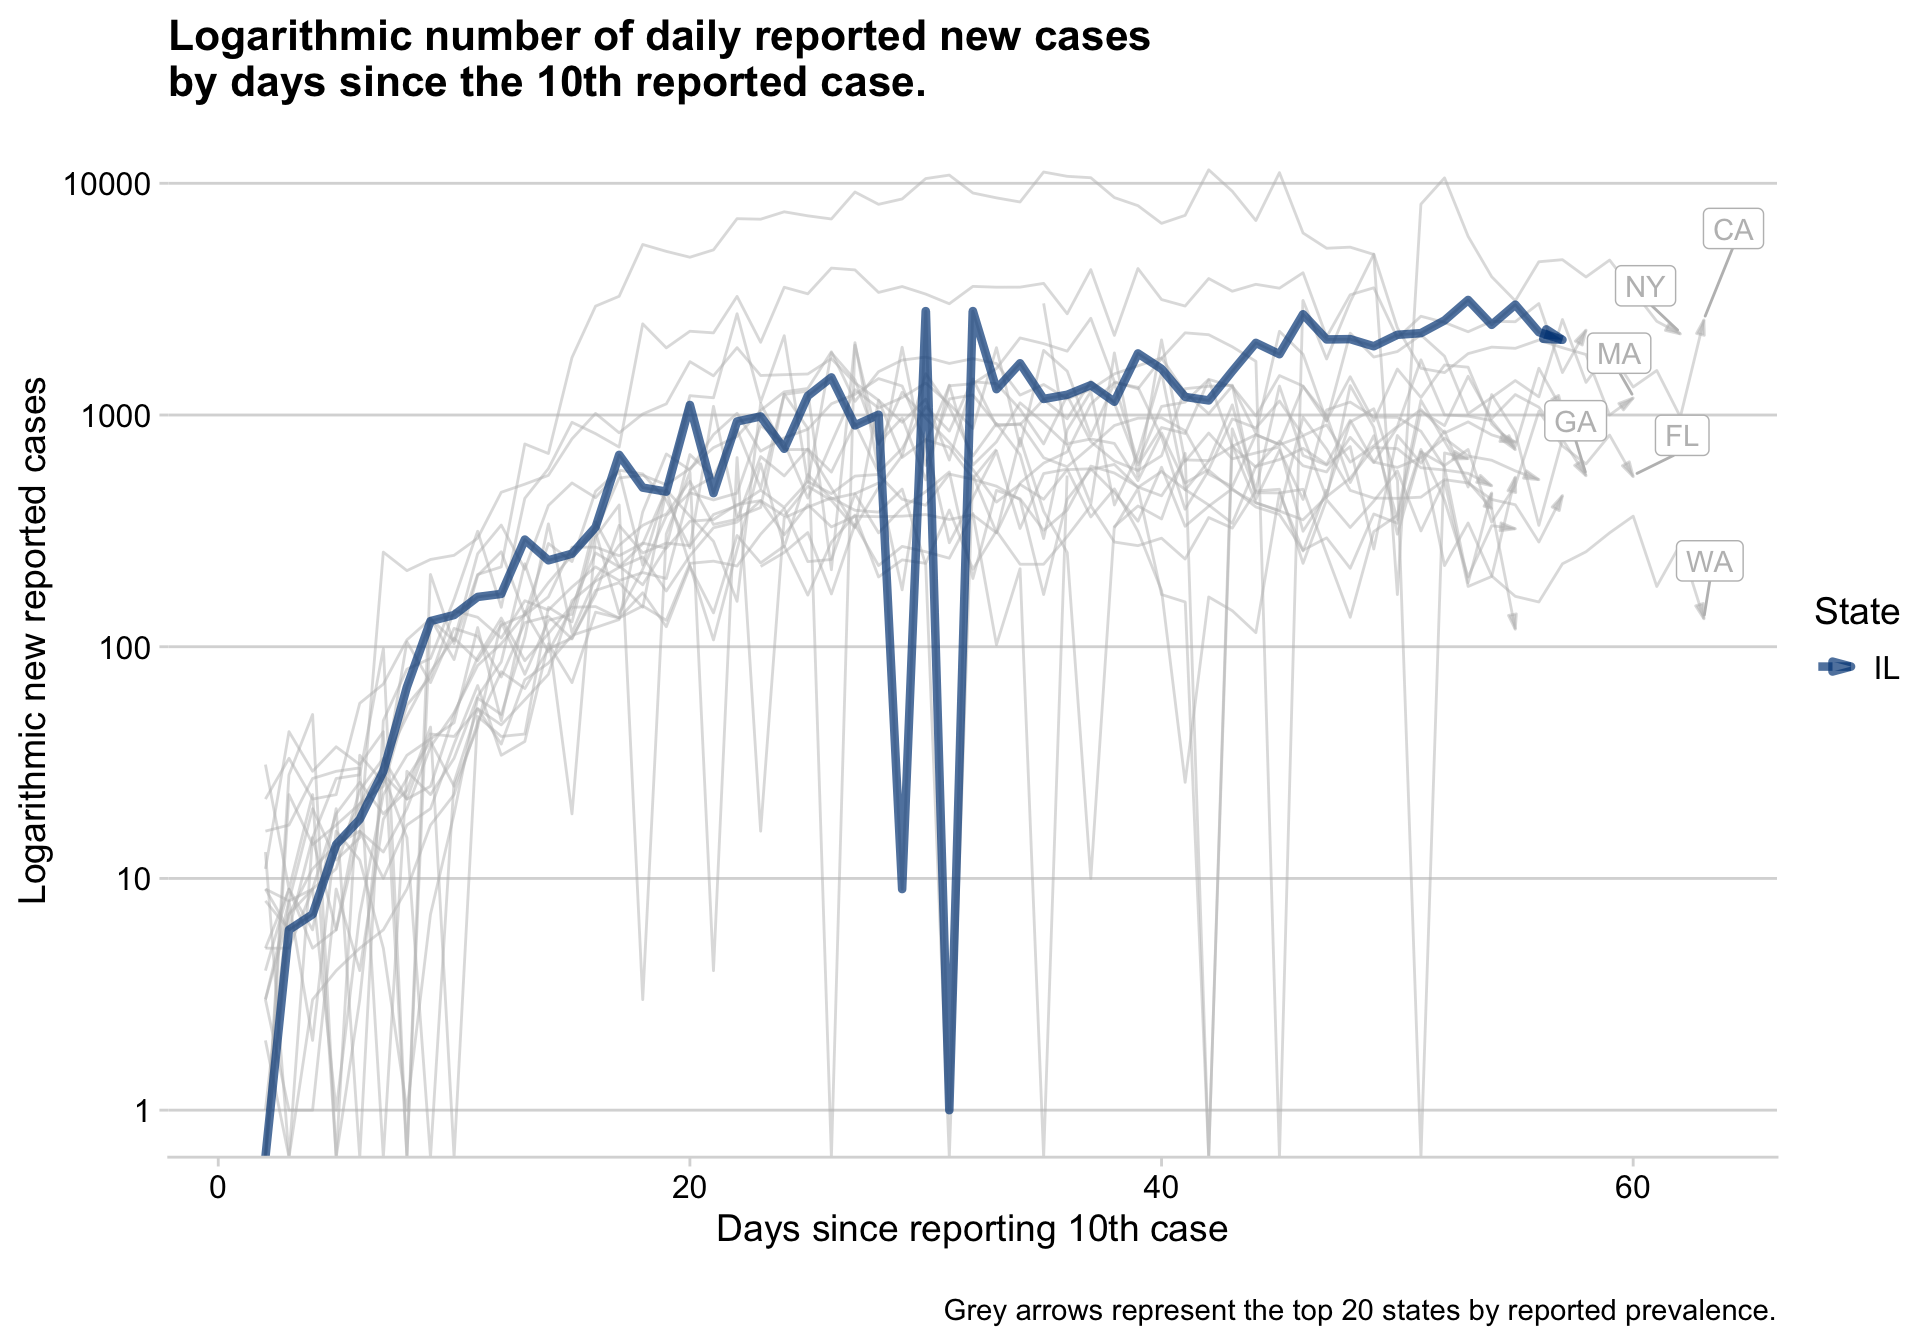 Logarithmic number of daily reported new cases
by days since the 10th reported case.
10000
1000
100
10
1
Logarithmic new reported cases
CA
NY
MA
GA
FL
WA
State
IL
0
20
40
60
Days since reporting 10th case
Grey arrows represent the top 20 states by reported prevalence.